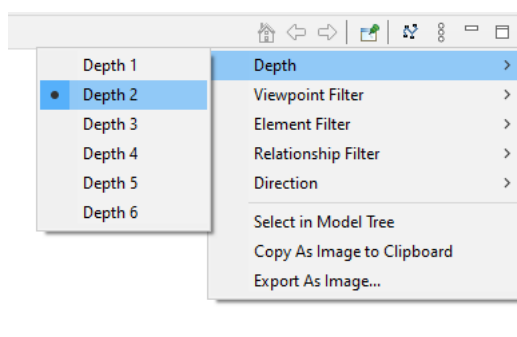 Depth
Viewpoint Filter
Element Filter
Relationship Filter
Direction
Select in Model Tree
Copy As Image to Clipboard
Export As Image...
Depth 1
Depth 2
Depth 3
Depth 4
Depth 5
Depth 6